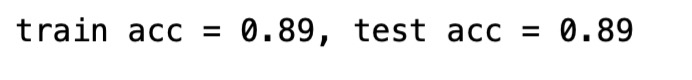 train acc = 0.89, test acc = 0.89